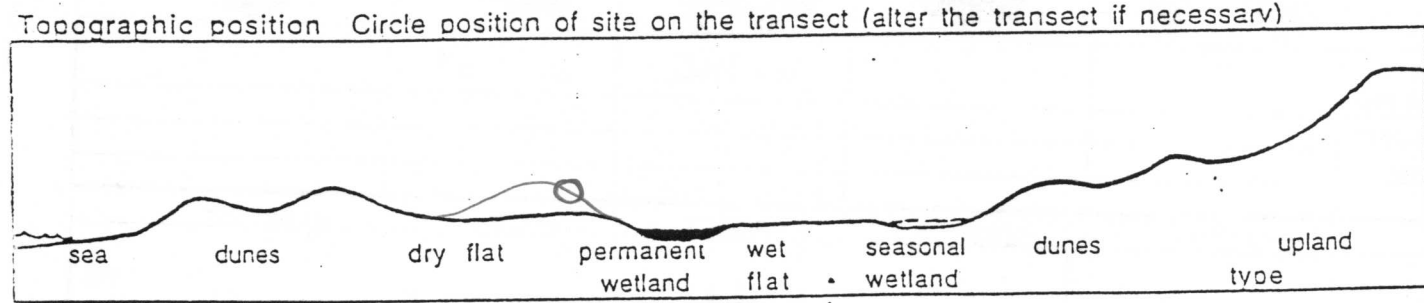 Topographic position Circle position of site on the transect (alter the transect if necessary)
sea dunes dry flat permanent wet seasonal dunes upland
wetland flat wetland type